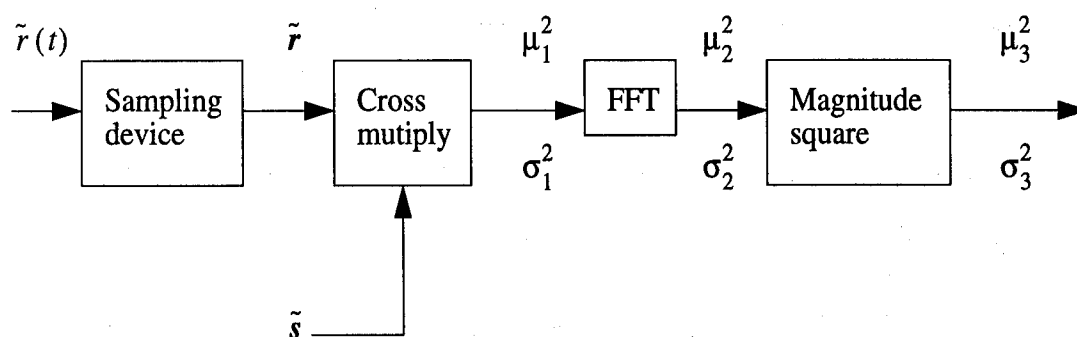 r̃(t)
r̃
μ₁²
μ₂²
μ₃²
Sampling
device
Cross
mutiply
FFT
Magnitude
square
σ₁²
σ₂²
σ₃²
s̃